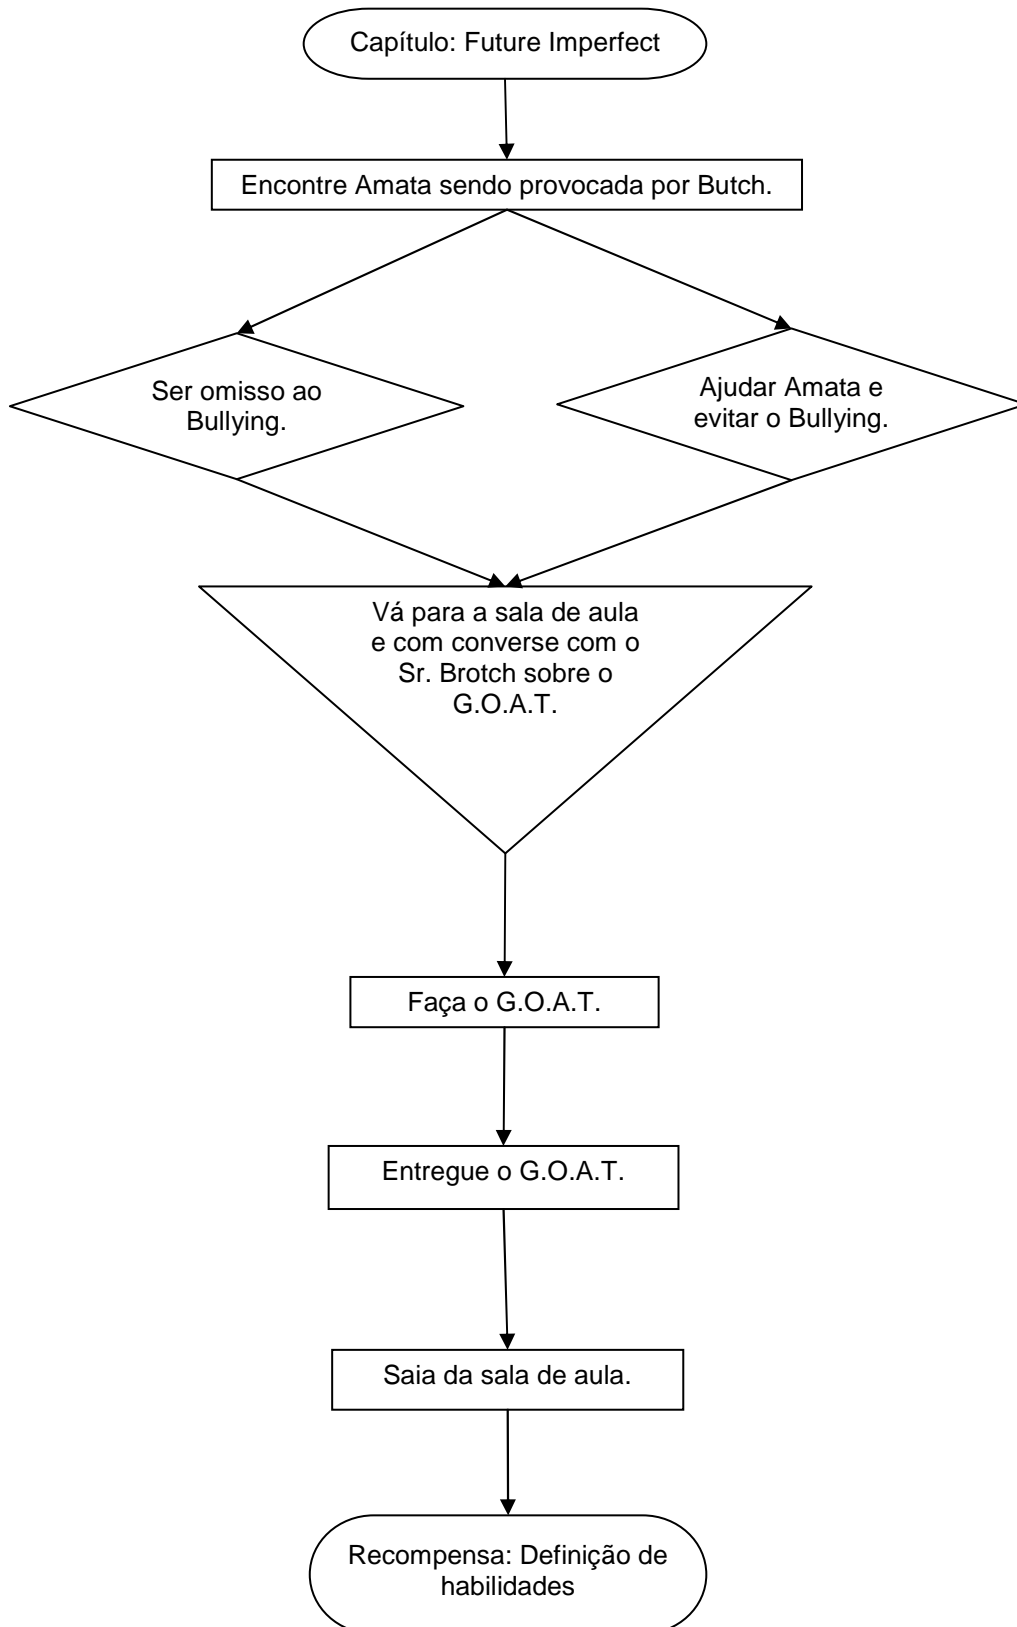 Capítulo: Future Imperfect
Encontre Amata sendo provocada por Butch.
Ser omisso ao
Bullying.
Ajudar Amata e
evitar o Bullying.
Vá para a sala de aula
e com converse com o
Sr. Brotch sobre o
G.O.A.T.
Faça o G.O.A.T.
Entregue o G.O.A.T.
Saia da sala de aula.
Recompensa: Definição de
habilidades